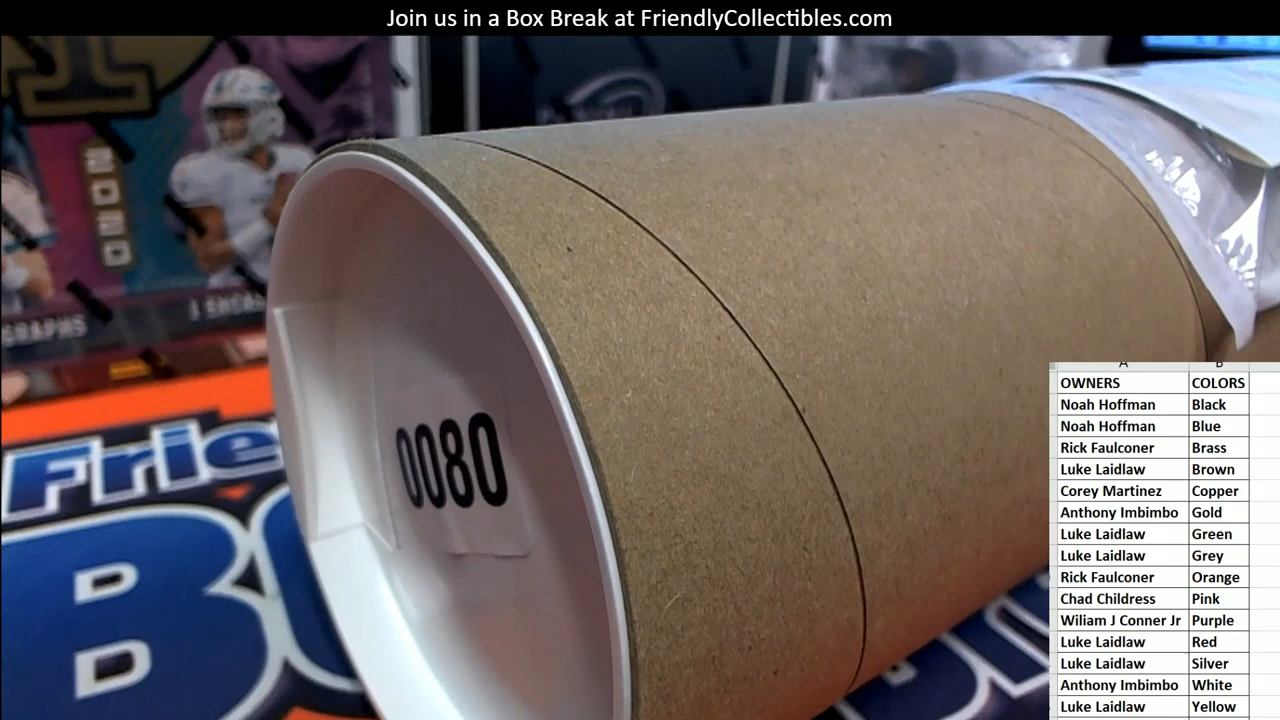 Join us in a Box Break at FriendlyCollectibles.com
2020
GRAPHS
Frie
BO
0080
A B
OWNERS COLORS
Noah Hoffman Black
Noah Hoffman Blue
Rick Faulconer Brass
Luke Laidlaw Brown
Corey Martinez Copper
Anthony Imbimbo Gold
Luke Laidlaw Green
Luke Laidlaw Grey
Rick Faulconer Orange
Chad Childress Pink
Wiliam J Conner Jr Purple
Luke Laidlaw Red
Luke Laidlaw Silver
Anthony Imbimbo White
Luke Laidlaw Yellow